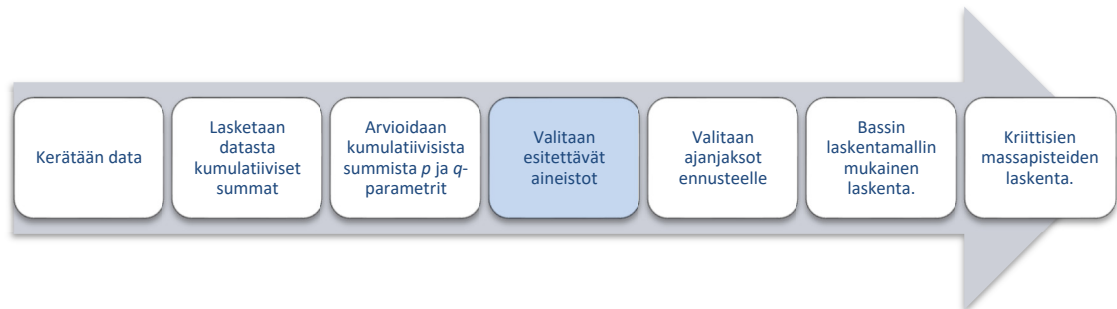 Kerätään data
Lasketaan
datasta
kumulatiiviset
summat
Arvioidaan
kumulatiivisista
summista p ja q-
parametrit
Valitaan
esitettävät
aineistot
Valitaan
ajanjaksot
ennusteelle
Bassin
laskentamallin
mukainen
laskenta.
Kriittisien
massapisteiden
laskenta.